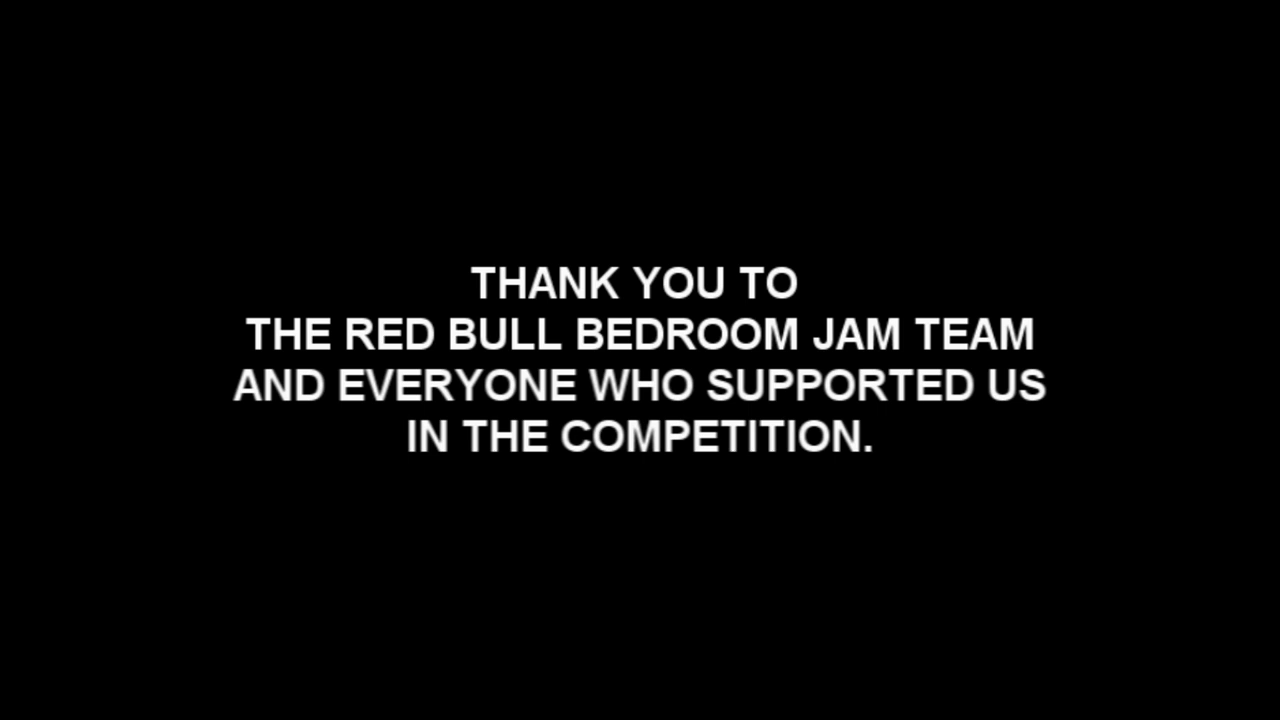 THANK YOU TO
THE RED BULL BEDROOM JAM TEAM
AND EVERYONE WHO SUPPORTED US
IN THE COMPETITION.